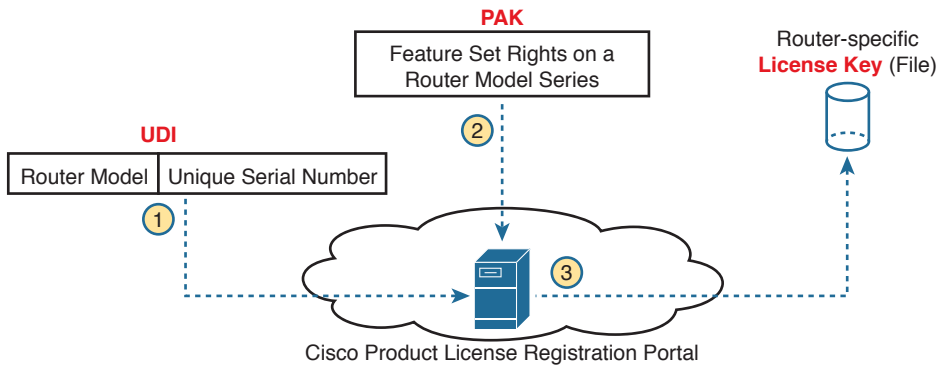 PAK
Feature Set Rights on a
Router Model Series
Router-specific
License Key (File)
2
UDI
Router Model
Unique Serial Number
1
3
Cisco Product License Registration Portal